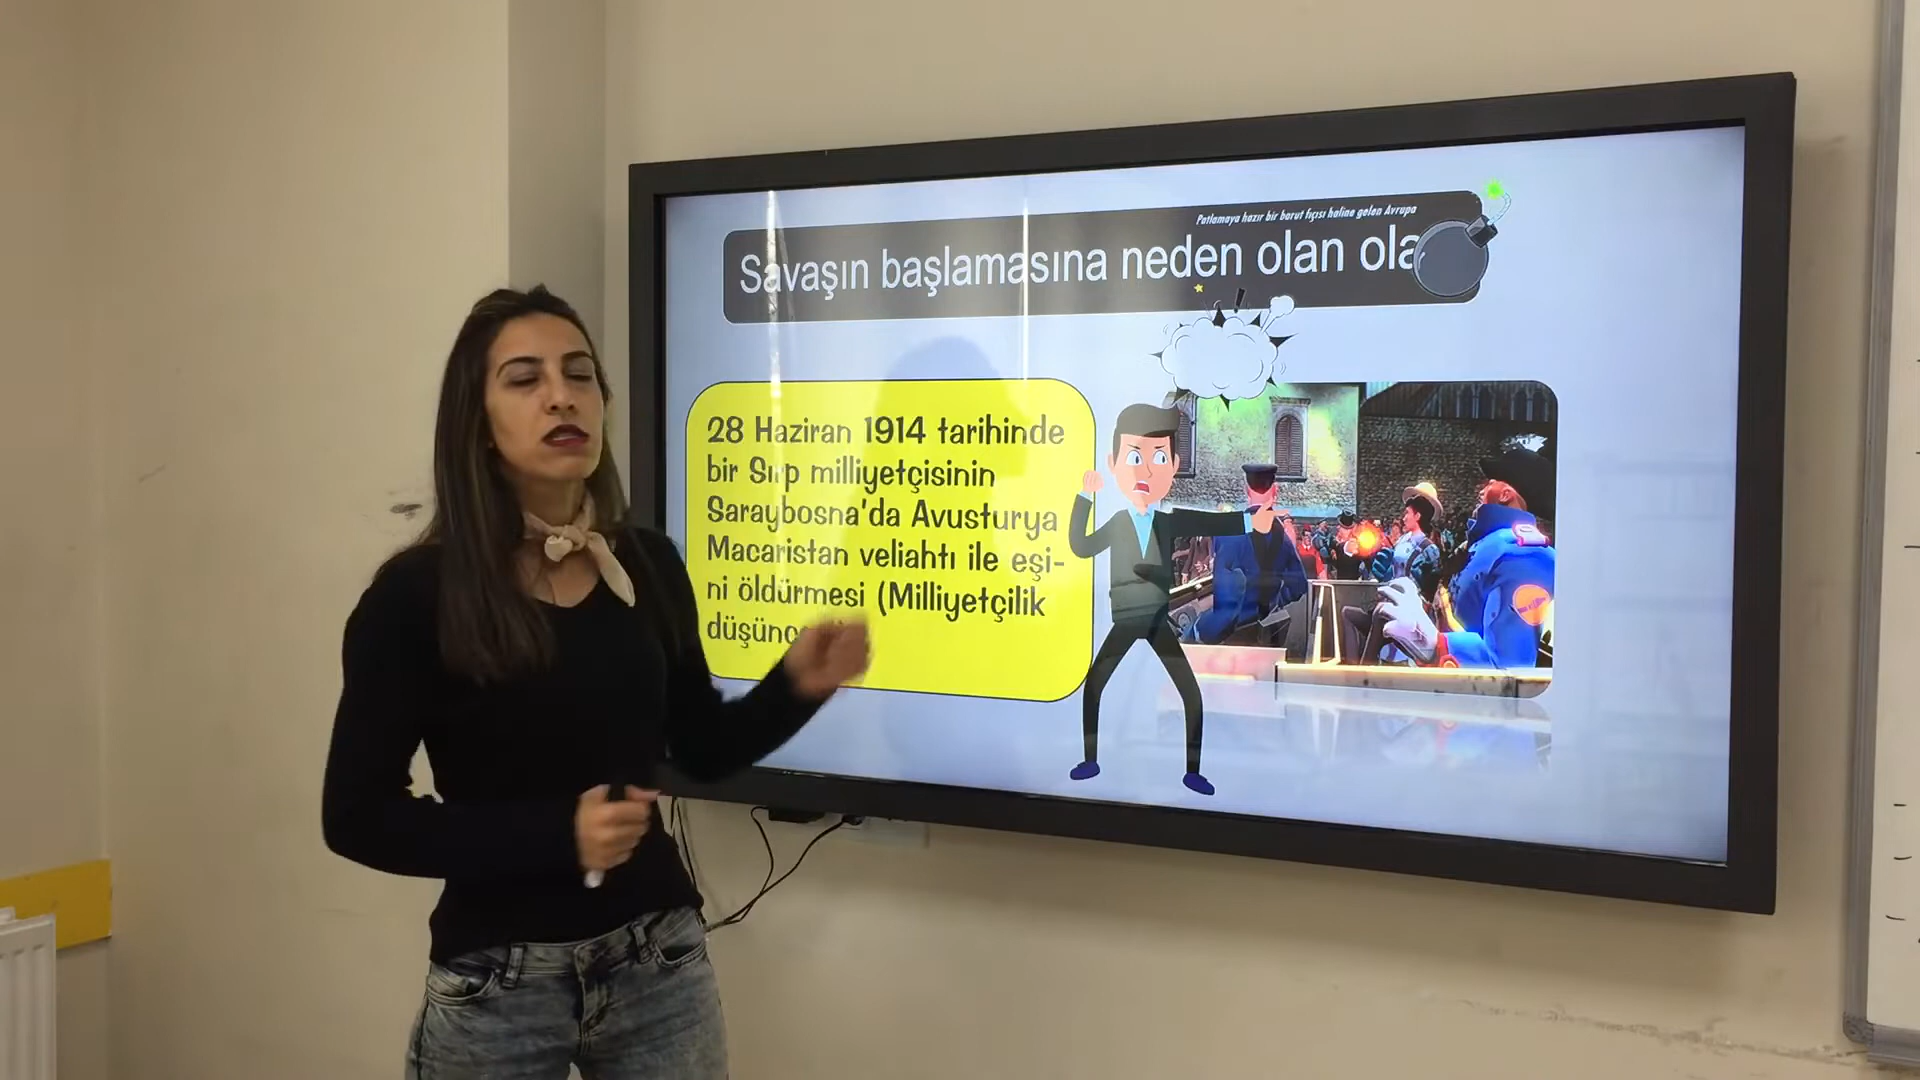 Patlamaya hazır bir barut fıçısı haline gelen Avrupa
Savaşın başlamasına neden olan ola
28 Haziran 1914 tarihinde
bir Sırp milliyetçisinin
Saraybosna'da Avusturya
Macaristan veliahtı ile eşi-
ni öldürmesi (Milliyetçilik